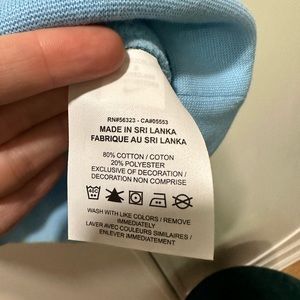 RN#56323 - CA#05553
MADE IN SRI LANKA
FABRIQUE AU SRI LANKA
80% COTTON / COTON
20% POLYESTER
EXCLUSIVE OF DECORATION /
DECORATION NON COMPRISE
WASH WITH LIKE COLORS / REMOVE
IMMEDIATELY
LAVER AVEC COULEURS SIMILAIRES /
ENLEVER IMMEDIATEMENT